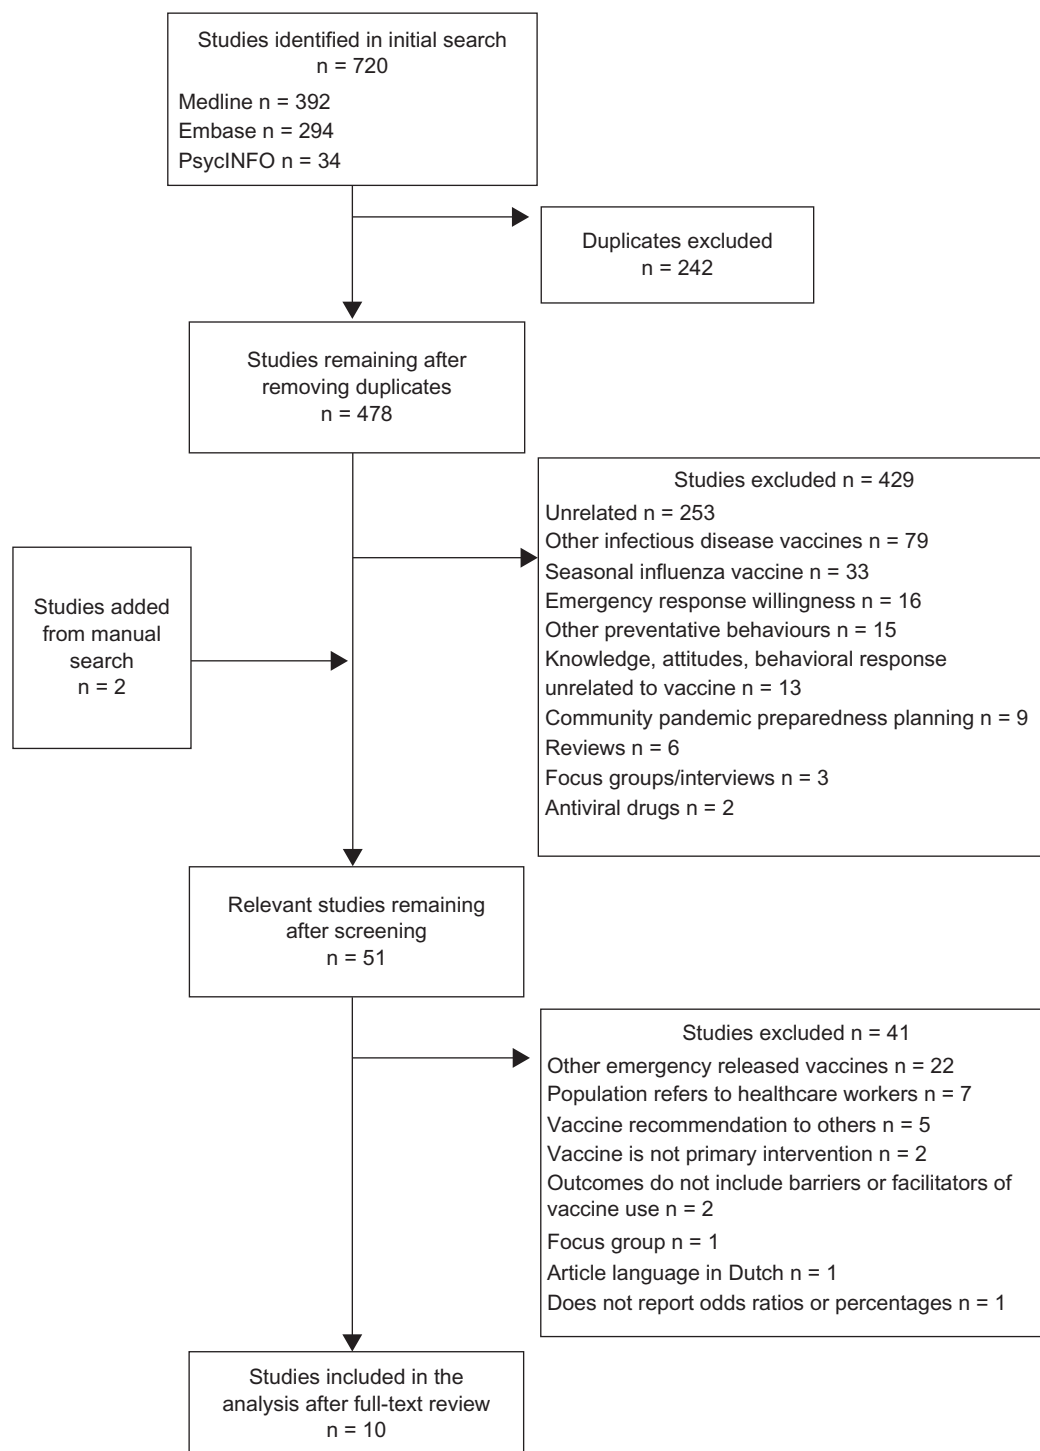 Studies identified in initial search
n = 720
Medline n = 392
Embase n = 294
PsycINFO n = 34
Duplicates excluded
n = 242
Studies remaining after
removing duplicates
n = 478
Studies excluded n = 429
Unrelated n = 253
Other infectious disease vaccines n = 79
Seasonal influenza vaccine n = 33
Emergency response willingness n = 16
Other preventative behaviours n = 15
Knowledge, attitudes, behavioral response
unrelated to vaccine n = 13
Community pandemic preparedness planning n = 9
Reviews n = 6
Focus groups/interviews n = 3
Antiviral drugs n = 2
Studies added
from manual
search
n = 2
Relevant studies remaining
after screening
n = 51
Studies excluded n = 41
Other emergency released vaccines n = 22
Population refers to healthcare workers n = 7
Vaccine recommendation to others n = 5
Vaccine is not primary intervention n = 2
Outcomes do not include barriers or facilitators of
vaccine use n = 2
Focus group n = 1
Article language in Dutch n = 1
Does not report odds ratios or percentages n = 1
Studies included in the
analysis after full-text review
n = 10